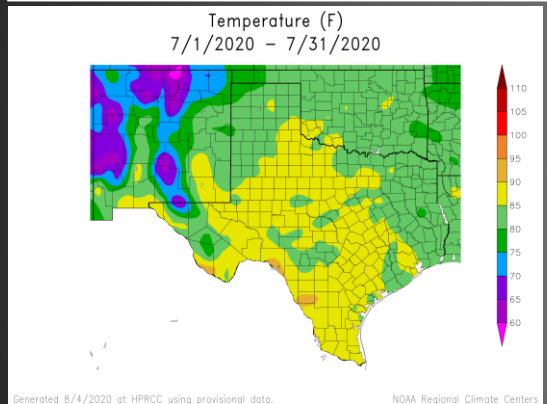 Temperature (F)
7/1/2020 – 7/31/2020
110
105
100
95
90
85
80
75
70
65
60
Generated 8/4/2020 at HPRCC using provisional data.
NOAA Regional Climate Centers